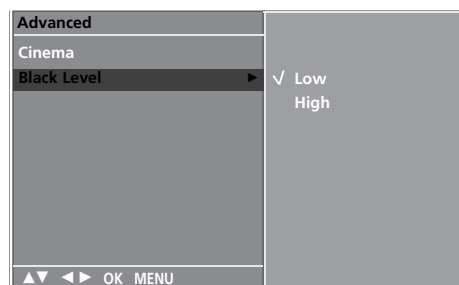 Advanced
Cinema
Black Level ►
√ Low
High
▲▼ ◄► OK MENU